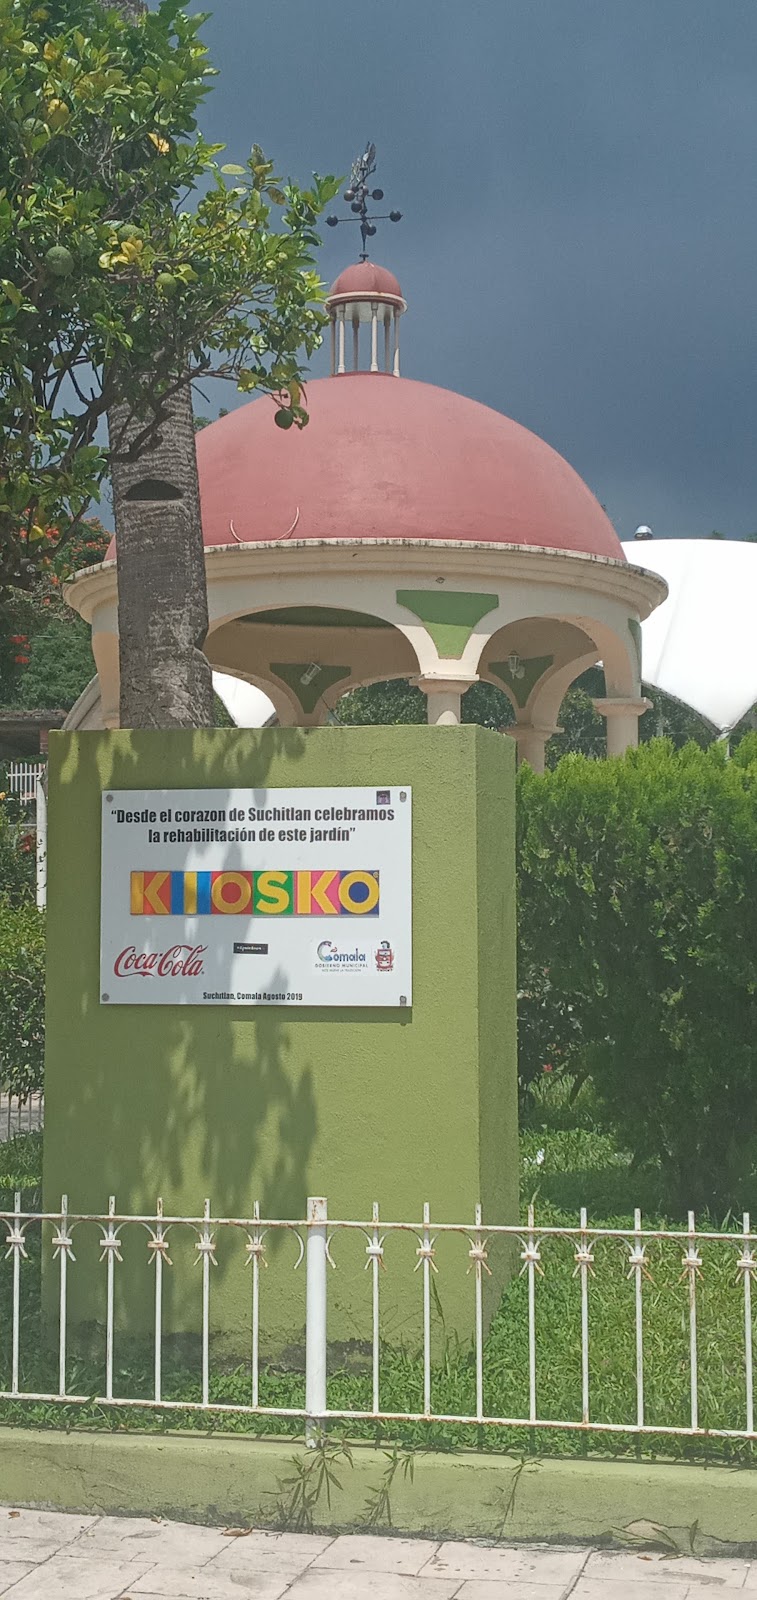 "Desde el corazon de Suchitlan celebramos
la rehabilitación de este jardín"
KIOSKO
Coca-Cola
Comala
GOBIERNO MUNICIPAL
Suchitlan, Comala Agosto 2019